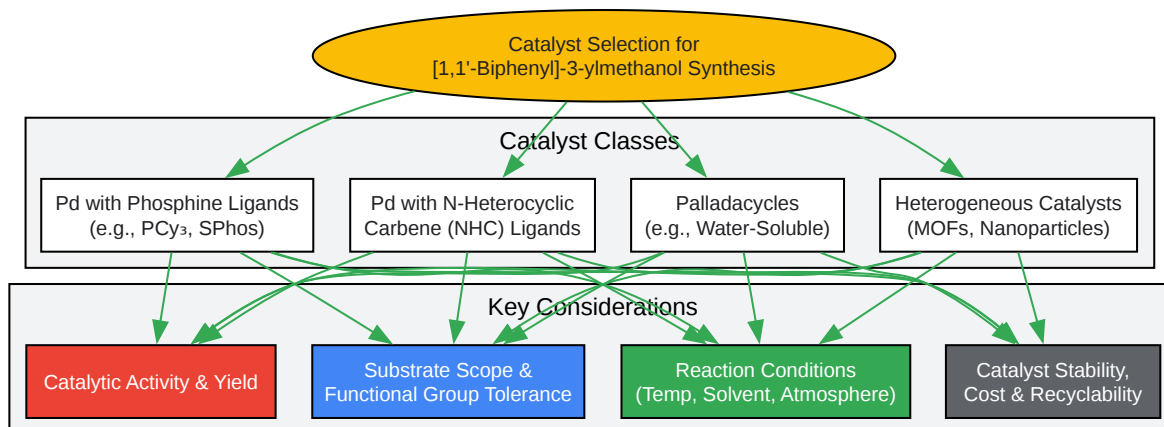 Catalyst Selection for
[1,1'-Biphenyl]-3-ylmethanol Synthesis
Catalyst Classes
Pd with Phosphine Ligands
(e.g., PCy₃, SPhos)
Pd with N-Heterocyclic
Carbene (NHC) Ligands
Palladacycles
(e.g., Water-Soluble)
Heterogeneous Catalysts
(MOFs, Nanoparticles)
Key Considerations
Catalytic Activity & Yield
Substrate Scope &
Functional Group Tolerance
Reaction Conditions
(Temp, Solvent, Atmosphere)
Catalyst Stability,
Cost & Recyclability